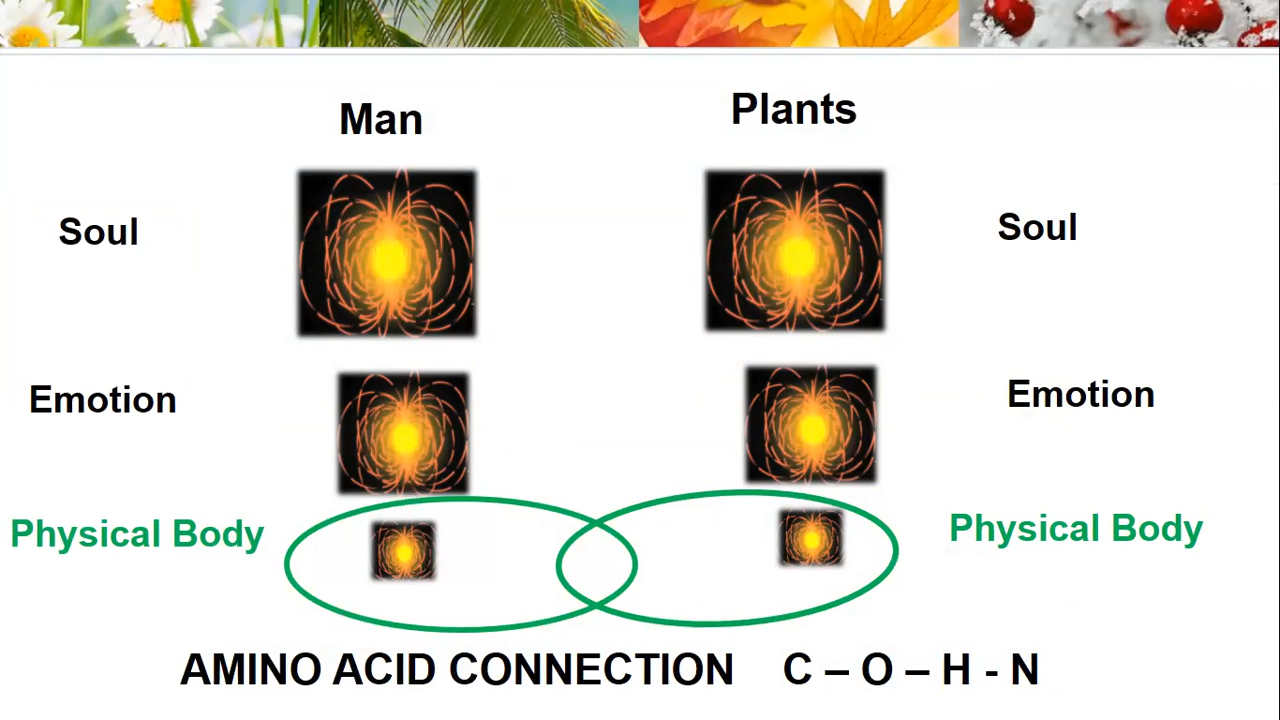 Man
Plants
Soul
Soul
Emotion
Emotion
Physical Body
Physical Body
AMINO ACID CONNECTION C – O – H - N